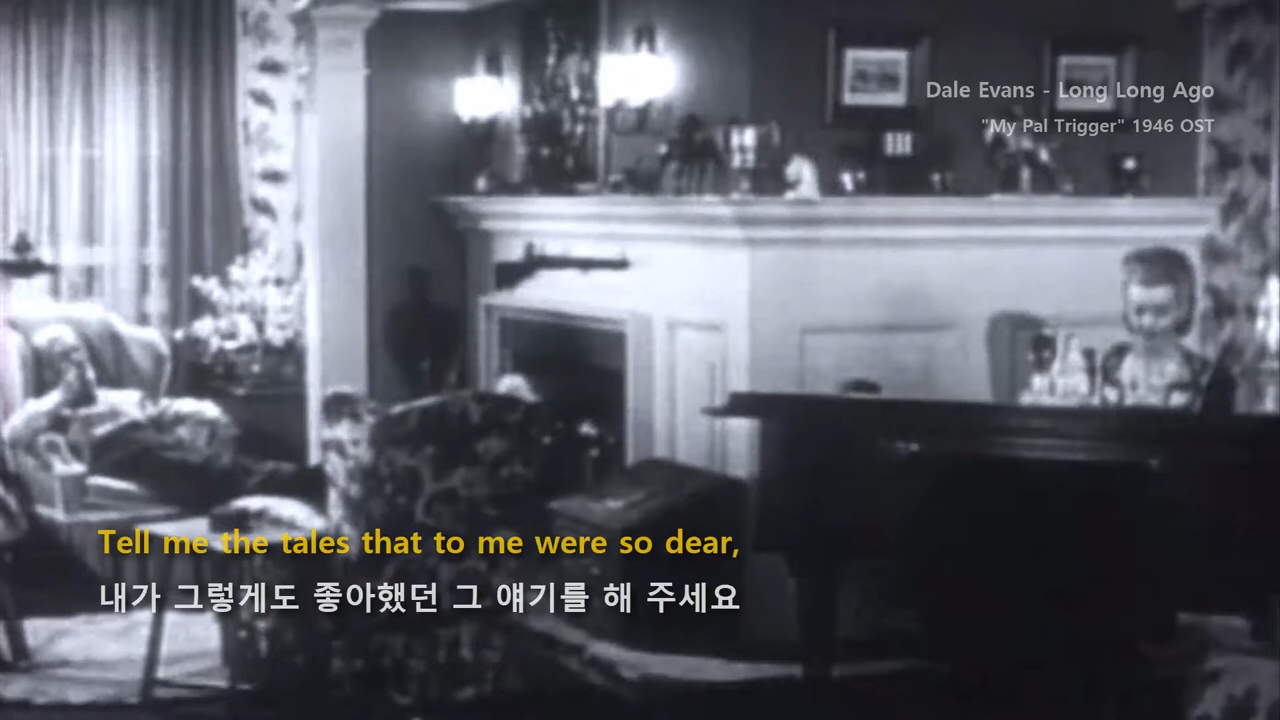 Dale Evans - Long Long Ago
"My Pal Trigger" 1946 OST
Tell me the tales that to me were so dear,
내가 그렇게도 좋아했던 그 얘기를 해 주세요